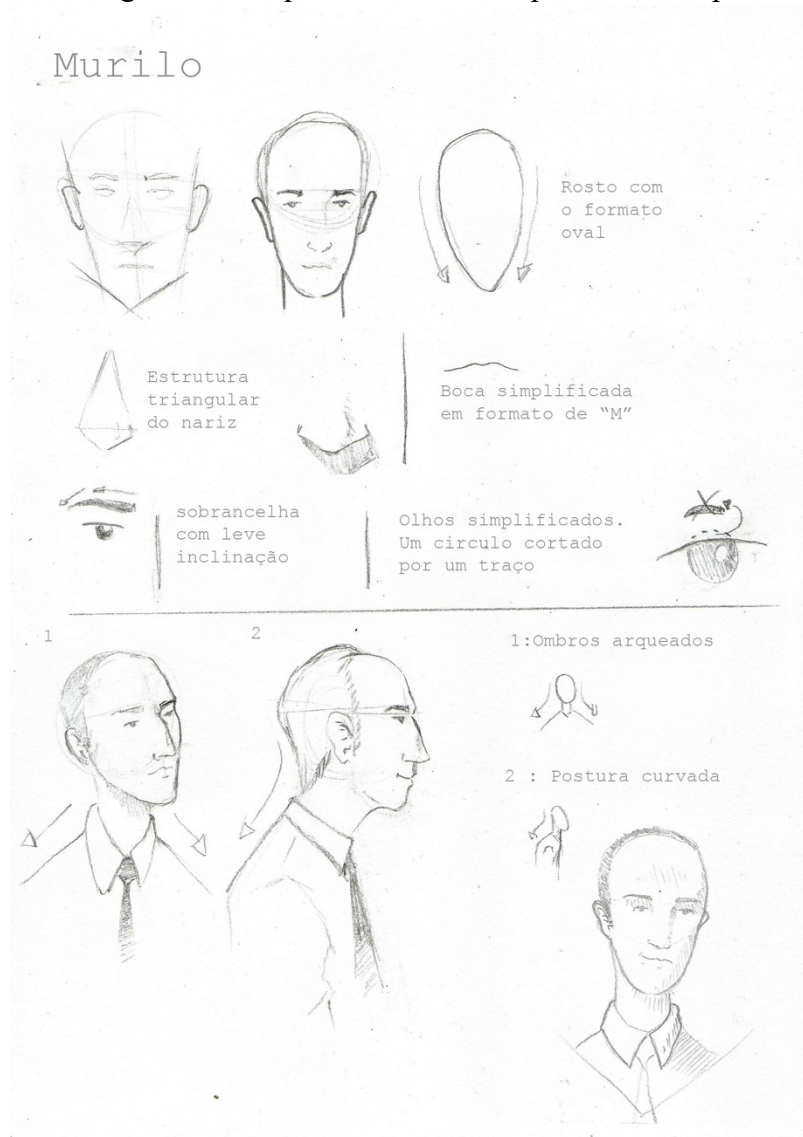 Murilo
Rosto com
o formato
oval
Estrutura
triangular
do nariz
Boca simplificada
em formato de “M”
sobrancelha
com leve
inclinação
Olhos simplificados.
Um circulo cortado
por um traço
1
2
1:Ombros arqueados
2 : Postura curvada